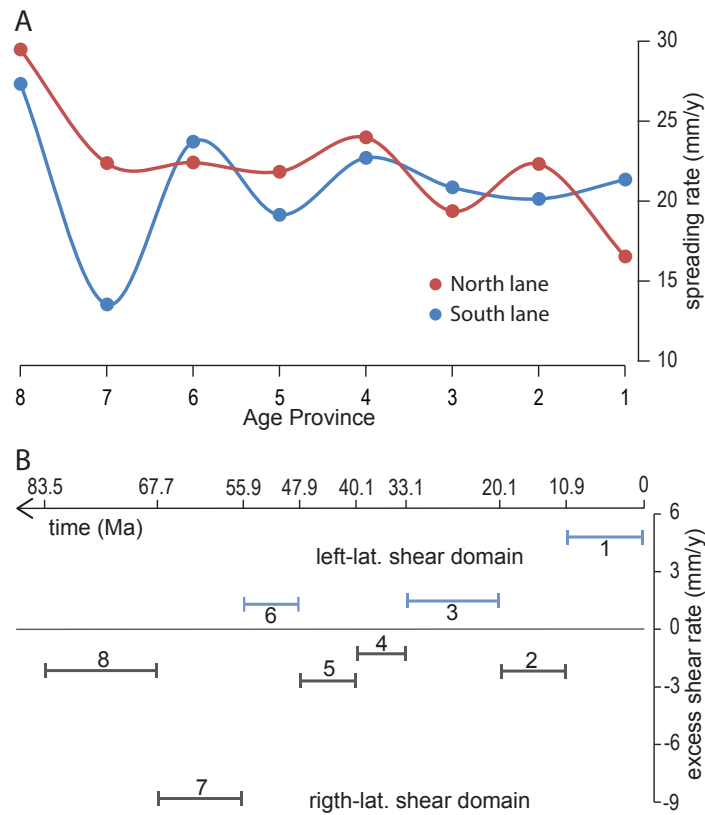 A
30
25
20
15
10
spreading rate (mm/y)
North lane
South lane
8 7 6 5 4 3 2 1
Age Province
B
83.5 67.7 55.9 47.9 40.1 33.1 20.1 10.9 0
time (Ma)
left-lat. shear domain
6
3
0
-3
-6
-9
excess shear rate (mm/y)
1
6
3
4
8
5
2
7
rigth-lat. shear domain